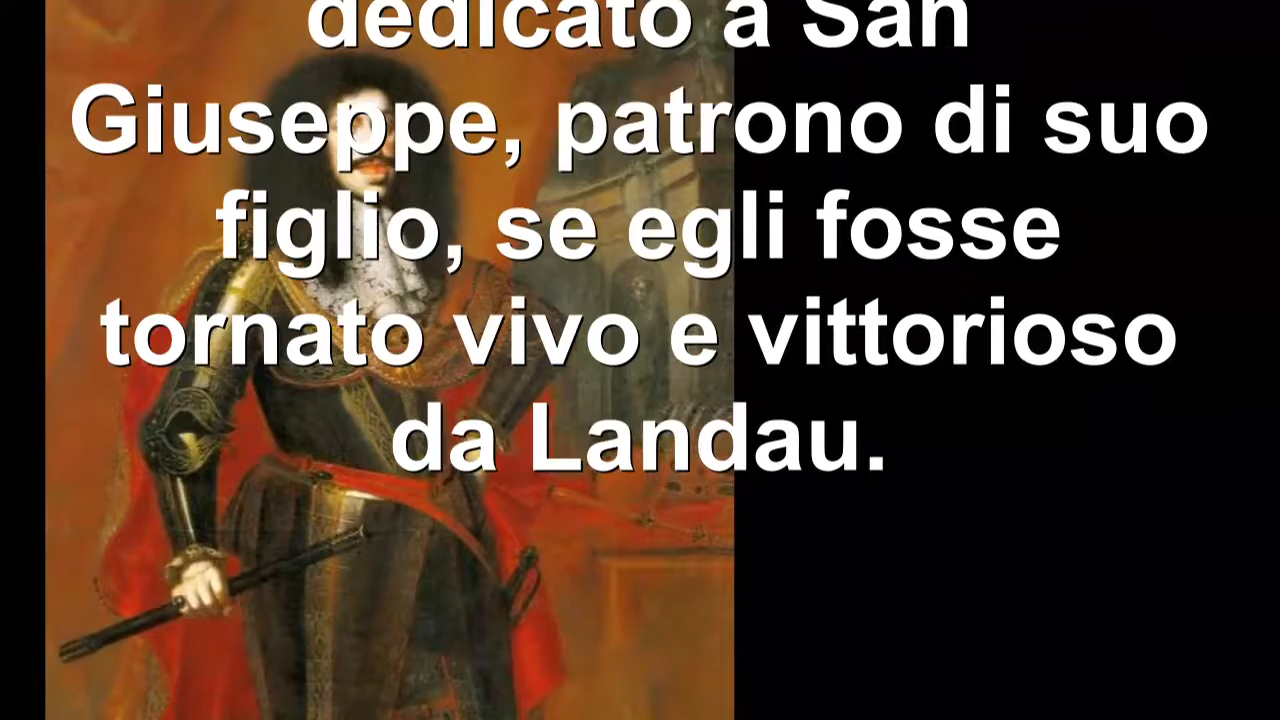 dedicato a San
Giuseppe, patrono di suo
figlio, se egli fosse
tornato vivo e vittorioso
da Landau.